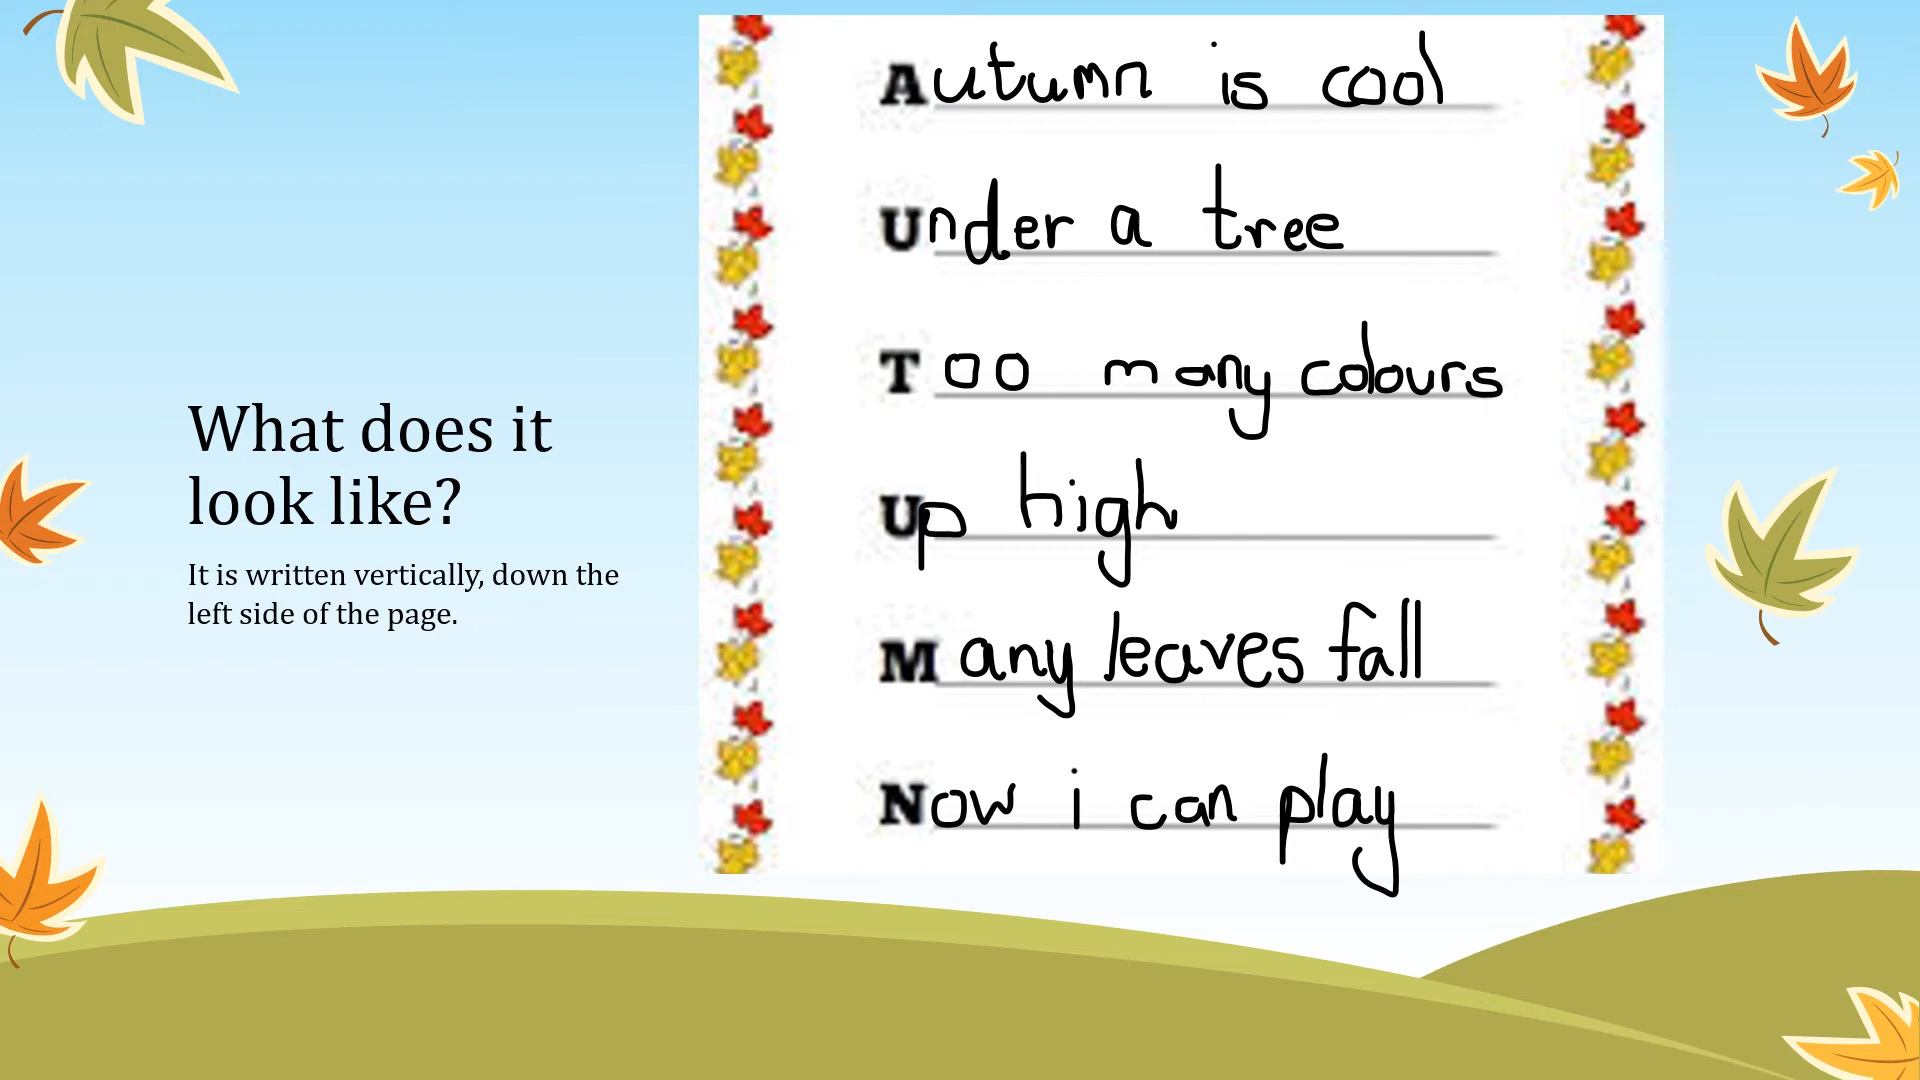 What does it
look like?
It is written vertically, down the
left side of the page.
Autumn is cool
Under a tree
Too many colours
Up high
Many leaves fall
Now i can play